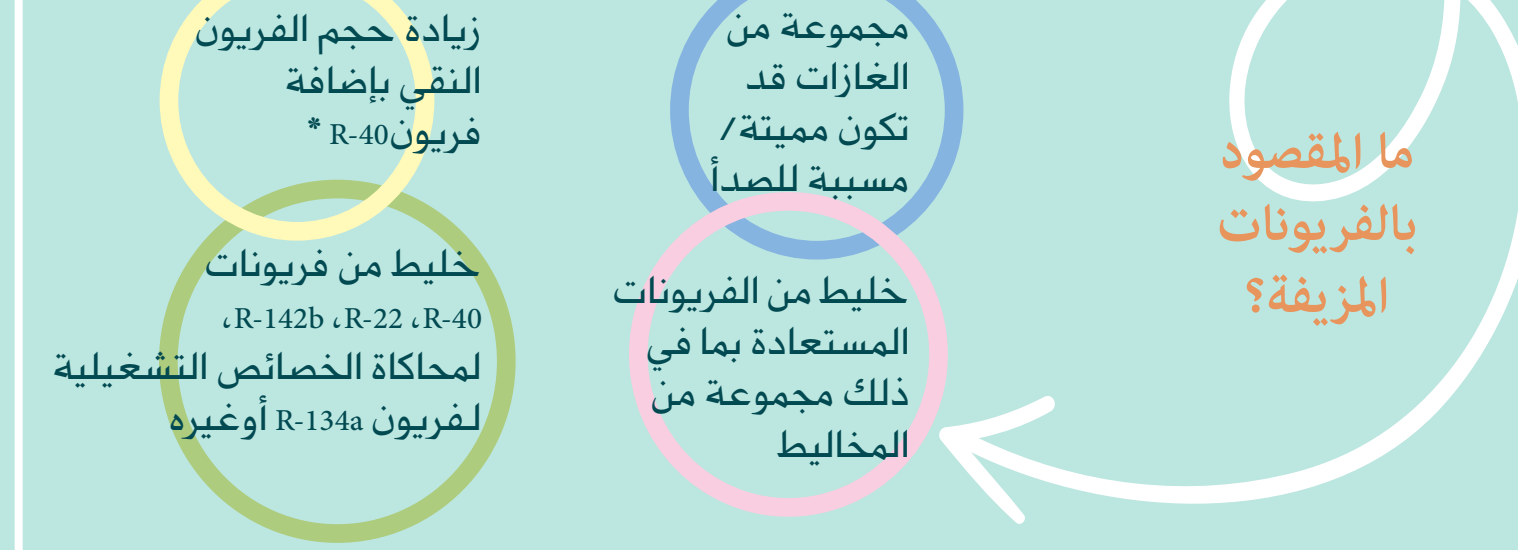 ما المقصود
بالفريونات
المزيفة؟
مجموعة من
الغازات قد
تكون مميتة/
مسببة للصدأ
زيادة حجم الفريون
النقي بإضافة
فريونR-40 *
خليط من الفريونات
المستعادة بما في
ذلك مجموعة من
المخاليط
خليط من فريونات
R-40، R-22، R-142b،
لمحاكاة الخصائص التشغيلية
لفريون R-134a أوغيره